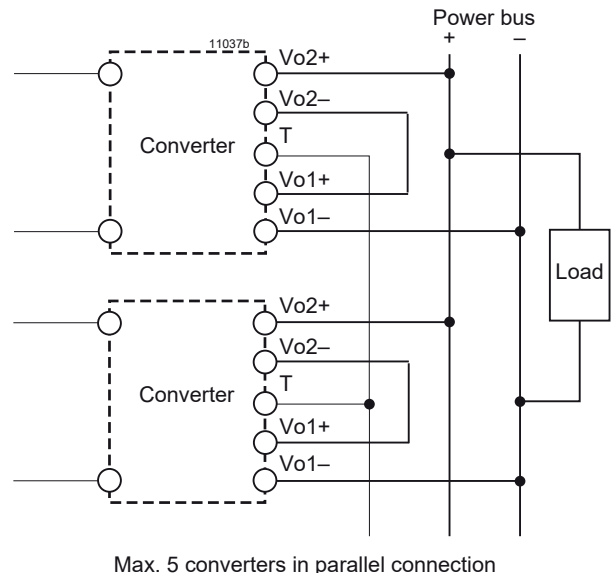 Power bus
+ –
11037b
Vo2+
Vo2–
T
Converter
Vo1+
Vo1–
Load
Vo2+
Vo2–
T
Converter
Vo1+
Vo1–
Max. 5 converters in parallel connection